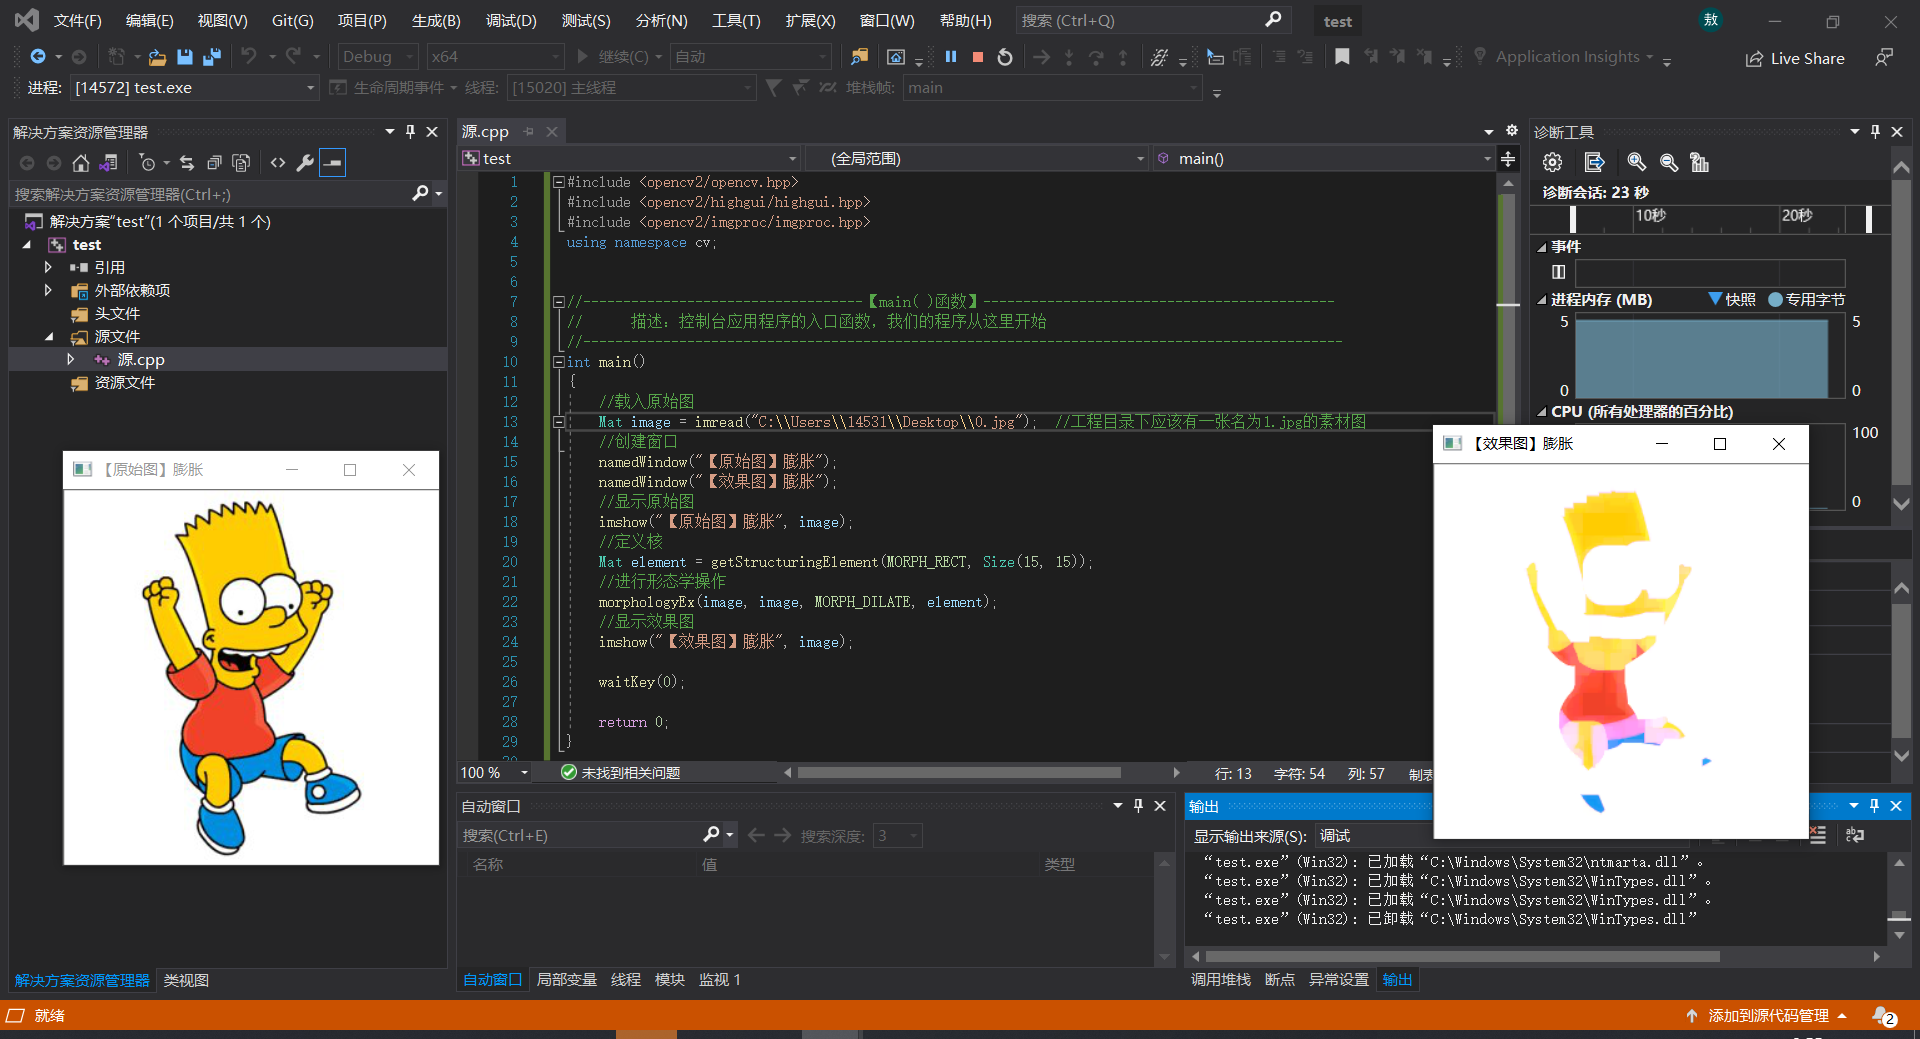 文件(F) 编辑(E) 视图(V) Git(G) 项目(P) 生成(B) 调试(D) 测试(S) 分析(N) 工具(T) 扩展(X) 窗口(W) 帮助(H) 搜索 (Ctrl+Q) test 敖
Debug x64 继续(C) 自动 Application Insights Live Share
进程: [14572] test.exe 生命周期事件 线程: [15020] 主线程 堆栈帧: main
解决方案资源管理器
搜索解决方案资源管理器(Ctrl+;)
解决方案"test"(1 个项目/共 1 个)
test
引用
外部依赖项
头文件
源文件
源.cpp
资源文件
【原始图】膨胀
解决方案资源管理器 类视图
源.cpp
test (全局范围) main()
1 #include <opencv2/opencv.hpp>
2 #include <opencv2/highgui/highgui.hpp>
3 #include <opencv2/imgproc/imgproc.hpp>
4 using namespace cv;
5
6
7 //-----------------------------------【main( )函数】--------------------------------------------
8 // 描述：控制台应用程序的入口函数，我们的程序从这里开始
9 //-----------------------------------------------------------------------------------------------
10 int main()
11 {
12 //载入原始图
13 Mat image = imread("C:\\Users\\14531\\Desktop\\0.jpg"); //工程目录下应该有一张名为1.jpg的素材图
14 //创建窗口
15 namedWindow("【原始图】膨胀");
16 namedWindow("【效果图】膨胀");
17 //显示原始图
18 imshow("【原始图】膨胀", image);
19 //定义核
20 Mat element = getStructuringElement(MORPH_RECT, Size(15, 15));
21 //进行形态学操作
22 morphologyEx(image, image, MORPH_DILATE, element);
23 //显示效果图
24 imshow("【效果图】膨胀", image);
25
26 waitKey(0);
27
28 return 0;
29 }
100 % 未找到相关问题 行: 13 字符: 54 列: 57
自动窗口
搜索(Ctrl+E) 搜索深度: 3
名称 值 类型
自动窗口 局部变量 线程 模块 监视 1
诊断工具
诊断会话: 23 秒
10秒 20秒
事件
进程内存 (MB) 快照 专用字节
5 5
0 0
CPU (所有处理器的百分比)
100
0
【效果图】膨胀
输出
显示输出来源(S): 调试
“test.exe”(Win32): 已加载“C:\Windows\System32\ntmarta.dll”。
“test.exe”(Win32): 已加载“C:\Windows\System32\WinTypes.dll”。
“test.exe”(Win32): 已加载“C:\Windows\System32\WinTypes.dll”。
“test.exe”(Win32): 已卸载“C:\Windows\System32\WinTypes.dll”
调用堆栈 断点 异常设置 输出
就绪 添加到源代码管理 2